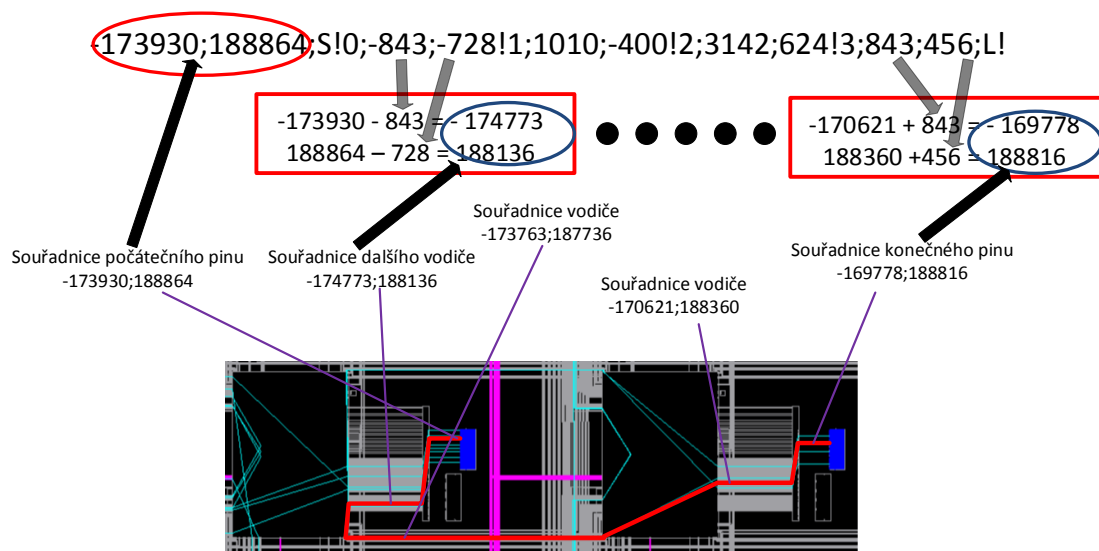 -173930;188864;S!0;-843;-728!1;1010;-400!2;3142;624!3;843;456;L!
-173930 - 843 = - 174773
188864 – 728 = 188136
-170621 + 843 = - 169778
188360 +456 = 188816
Souřadnice vodiče
-173763;187736
Souřadnice počátečního pinu
-173930;188864
Souřadnice dalšího vodiče
-174773;188136
Souřadnice konečného pinu
-169778;188816
Souřadnice vodiče
-170621;188360